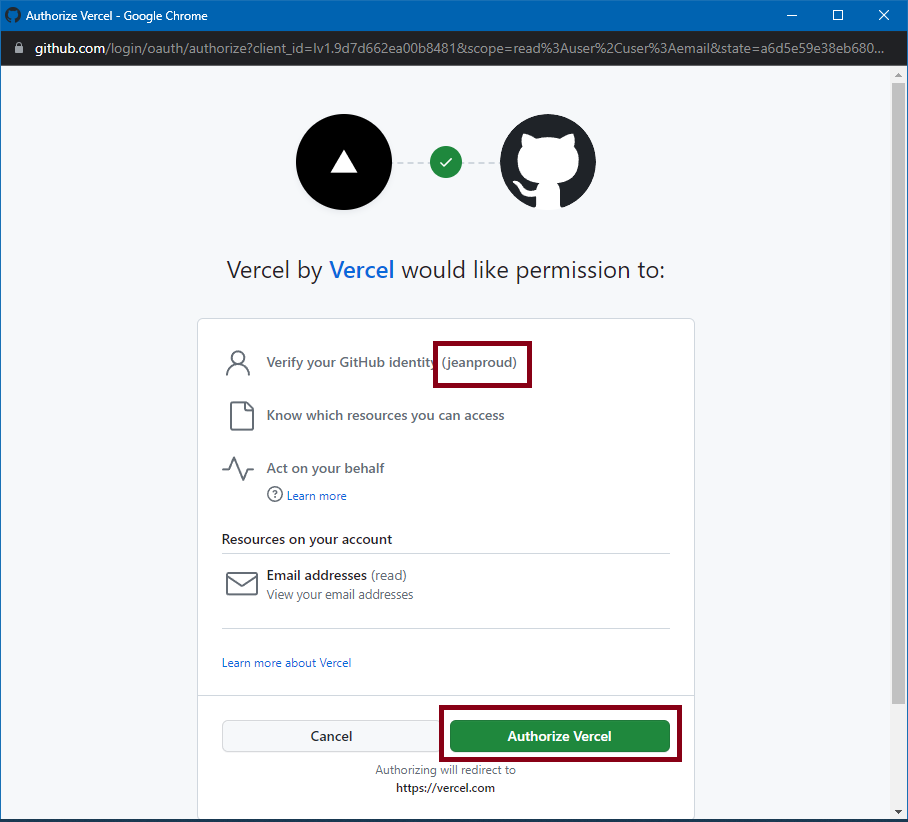 Authorize Vercel - Google Chrome
github.com/login/oauth/authorize?client_id=Iv1.9d7d662ea00b8481&scope=read%3Auser%2Cuser%3Aemail&state=a6d5e59e38eb680...
Vercel by Vercel would like permission to:
Verify your GitHub identity (jeanproud)
Know which resources you can access
Act on your behalf
Learn more
Resources on your account
Email addresses (read)
View your email addresses
Learn more about Vercel
Cancel
Authorize Vercel
Authorizing will redirect to
https://vercel.com